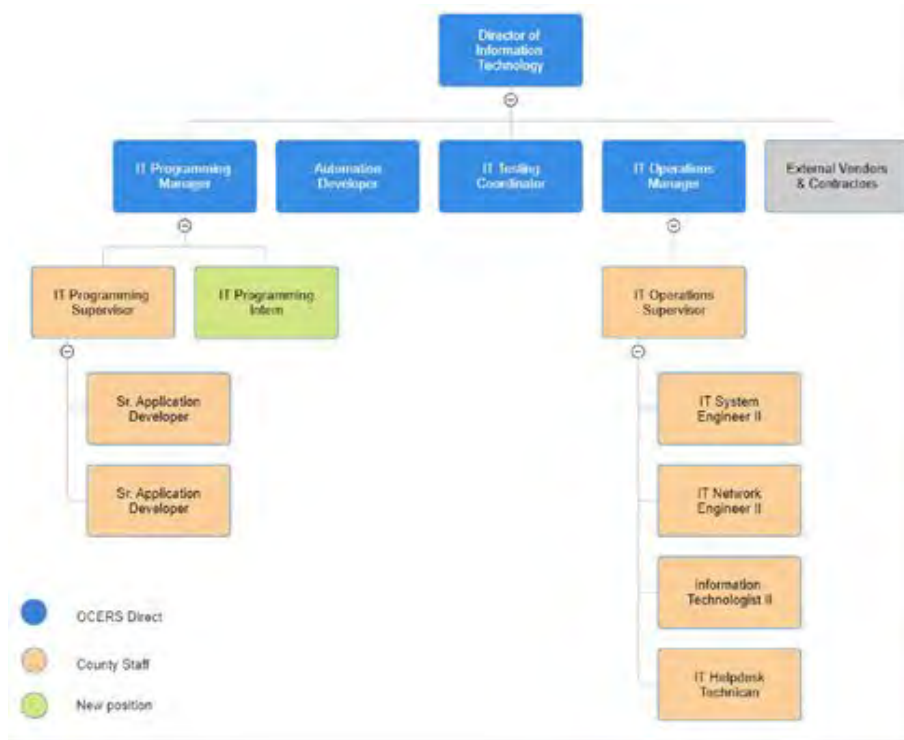 Director of
Information
Technology
IT Programming
Manager
Automation
Developer
IT Testing
Coordinator
IT Operations
Manager
External Vendors
& Contractors
IT Programming
Supervisor
IT Programming
Intern
IT Operations
Supervisor
Sr. Application
Developer
Sr. Application
Developer
IT System
Engineer II
IT Network
Engineer II
Information
Technologist II
IT Helpdesk
Technican
OCERS Direct
County Staff
New position